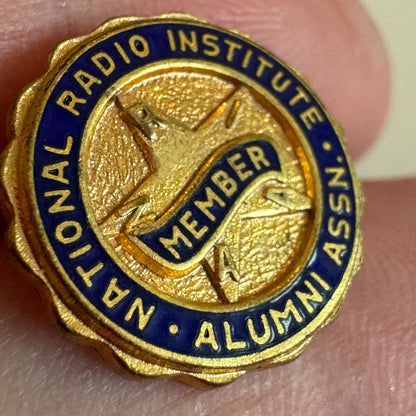 NATIONAL RADIO INSTITUTE
ALUMNI ASSN.
MEMBER
N
R
I
A
A